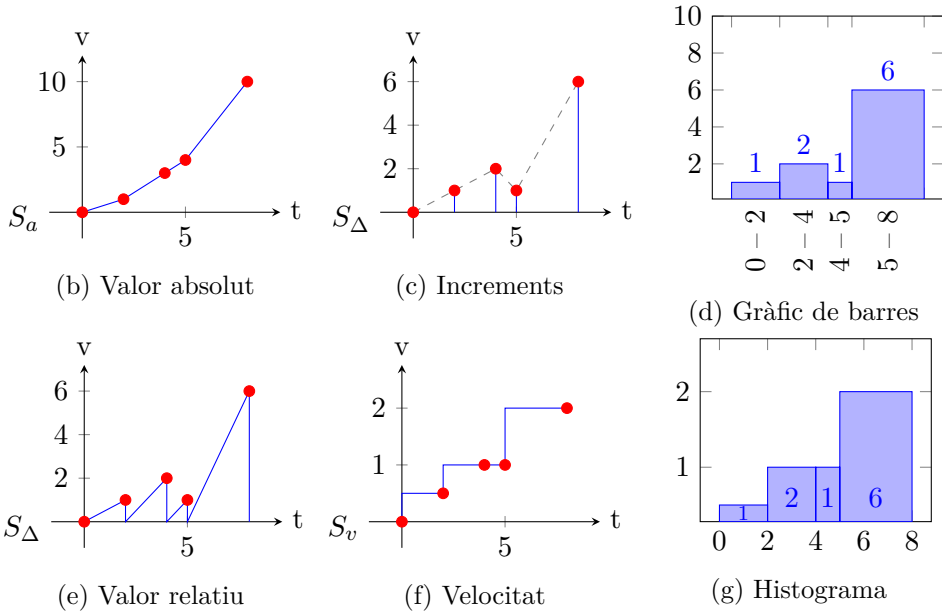 v
10
5
S_a
5
t
(b) Valor absolut
v
6
4
2
S_Δ
5
t
(c) Increments
10
8
6
4
2
1
2
1
6
0 − 2
2 − 4
4 − 5
5 − 8
(d) Gràfic de barres
v
6
4
2
S_Δ
5
t
(e) Valor relatiu
v
2
1
S_v
5
t
(f) Velocitat
2
1
1
2
1
6
0 2 4 6 8
(g) Histograma